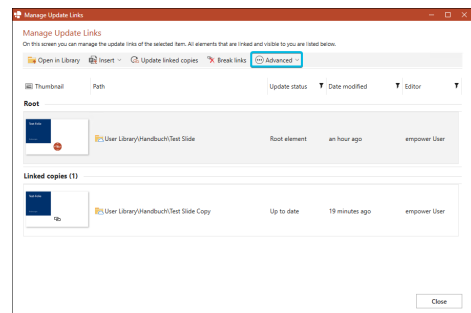 Manage Update Links
Manage Update Links
On this screen you can manage the update links of the selected item. All elements that are linked and visible to you are listed below.
Open in Library Insert Update linked copies Break links Advanced
Thumbnail Path Update status Date modified Editor
Root
User Library\Handbuch\Test Slide Root element an hour ago empower User
Linked copies (1)
User Library\Handbuch\Test Slide Copy Up to date 19 minutes ago empower User
Close